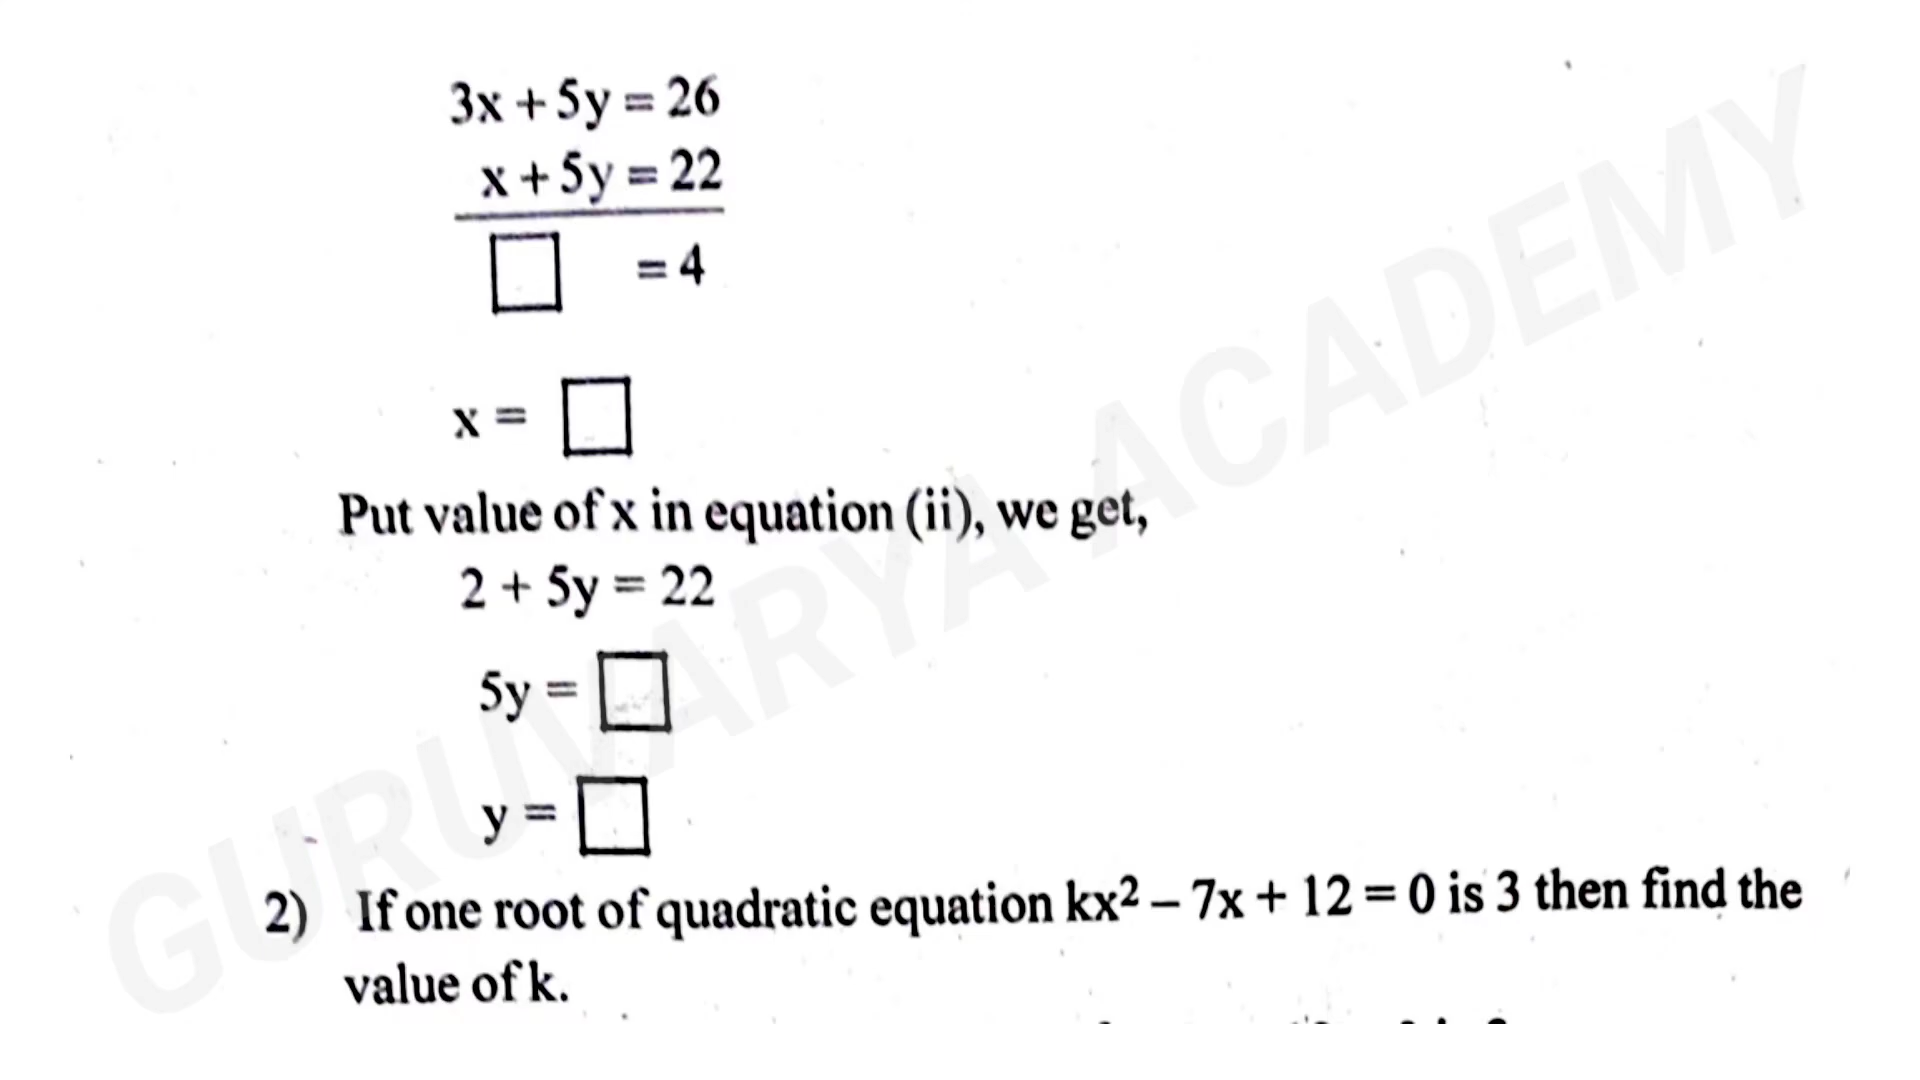 3x + 5y = 26
x + 5y = 22
= 4
x =
Put value of x in equation (ii), we get,
2 + 5y = 22
5y =
y =
2) If one root of quadratic equation kx² – 7x + 12 = 0 is 3 then find the
value of k.
GURUVARYA ACADEMY